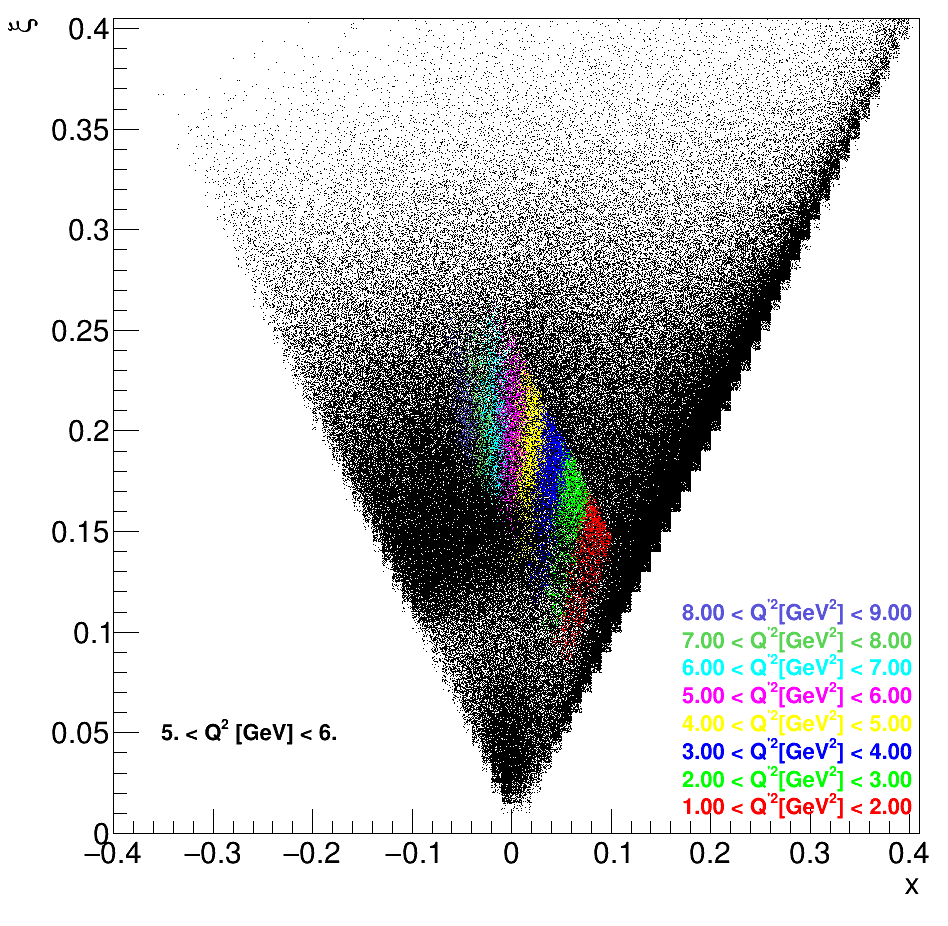 ξ
0.4
0.35
0.3
0.25
0.2
0.15
0.1
0.05
0
8.00 < Q'2[GeV2] < 9.00
7.00 < Q'2[GeV2] < 8.00
6.00 < Q'2[GeV2] < 7.00
5.00 < Q'2[GeV2] < 6.00
4.00 < Q'2[GeV2] < 5.00
3.00 < Q'2[GeV2] < 4.00
2.00 < Q'2[GeV2] < 3.00
1.00 < Q'2[GeV2] < 2.00
5. < Q2 [GeV] < 6.
−0.4 −0.3 −0.2 −0.1 0 0.1 0.2 0.3 0.4
x